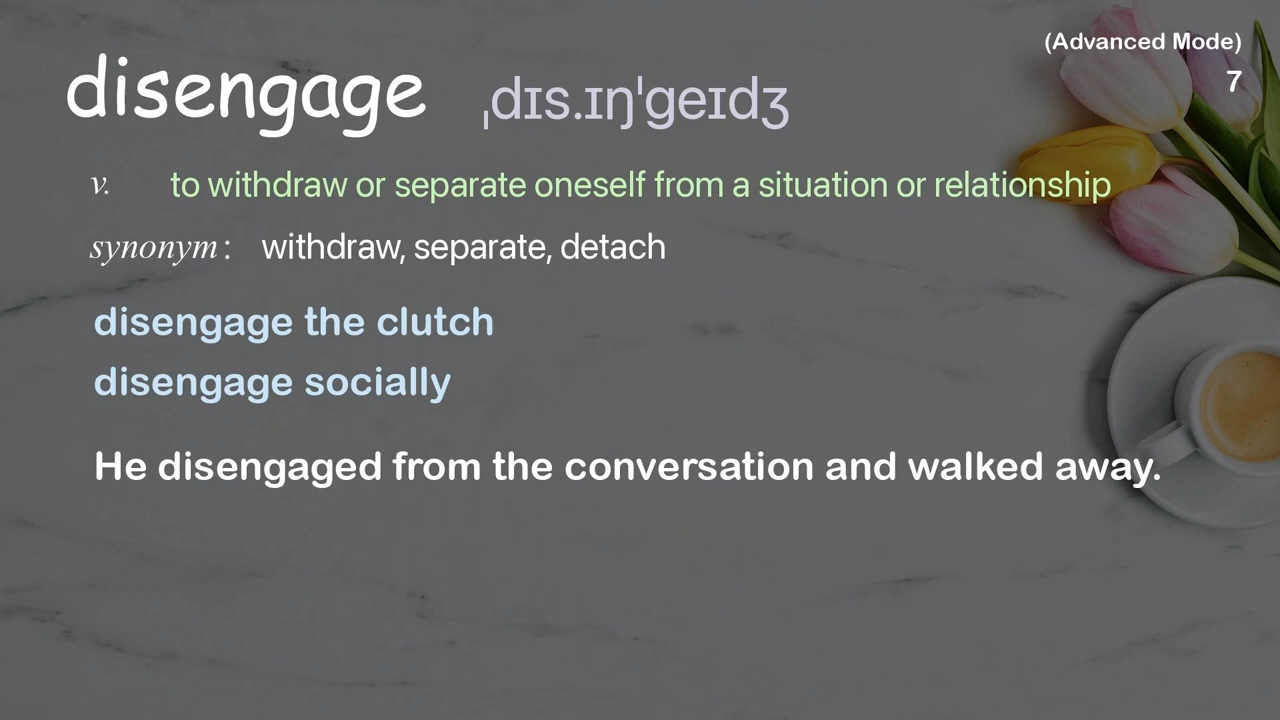 (Advanced Mode)
7
disengage ˌdɪs.ɪŋˈgeɪdʒ
v. to withdraw or separate oneself from a situation or relationship
synonym : withdraw, separate, detach
disengage the clutch
disengage socially
He disengaged from the conversation and walked away.